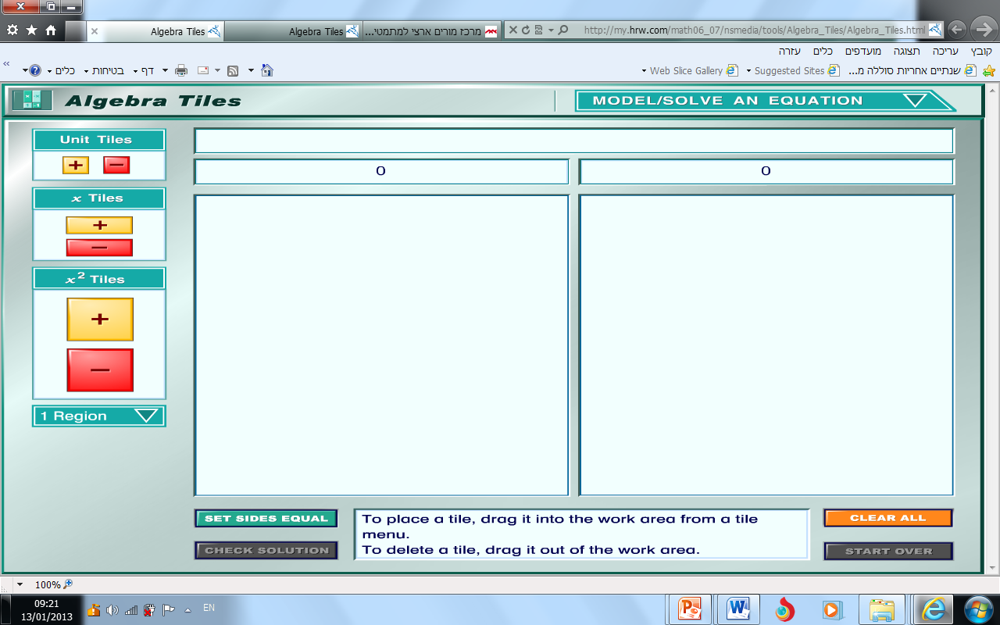 Algebra Tiles
Algebra Tiles
מרכז מורים ארצי למתמטי...
http://my.hrw.com/math06_07/nsmedia/tools/Algebra_Tiles/Algebra_Tiles.html
קובץ עריכה תצוגה מועדפים כלים עזרה
שנתיים אחריות סוללה מ...
Suggested Sites
Web Slice Gallery
דף
בטיחות
כלים
Algebra Tiles
MODEL/SOLVE AN EQUATION
Unit Tiles
+ −
x Tiles
+
−
x² Tiles
+
−
1 Region
0
0
SET SIDES EQUAL
CHECK SOLUTION
To place a tile, drag it into the work area from a tile
menu.
To delete a tile, drag it out of the work area.
CLEAR ALL
START OVER
100%
09:21
13/01/2013
EN